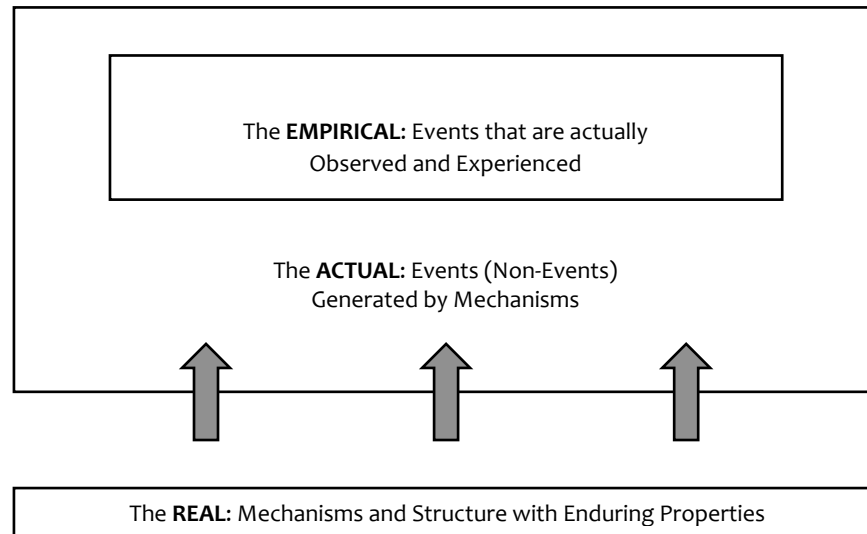 The EMPIRICAL: Events that are actually
Observed and Experienced
The ACTUAL: Events (Non-Events)
Generated by Mechanisms
The REAL: Mechanisms and Structure with Enduring Properties